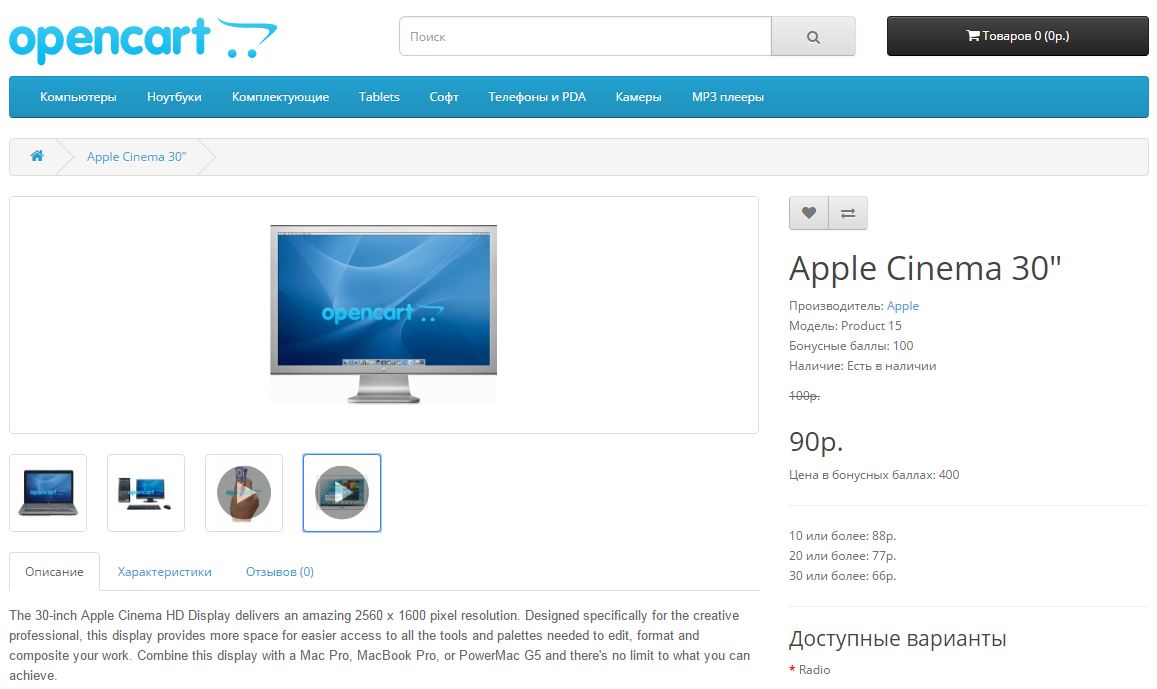 opencart
Поиск
Товаров 0 (0р.)
Компьютеры Ноутбуки Комплектующие Tablets Софт Телефоны и PDA Камеры MP3 плееры
Apple Cinema 30"
opencart
Apple Cinema 30"
Производитель: Apple
Модель: Product 15
Бонусные баллы: 100
Наличие: Есть в наличии
100р.
90р.
Цена в бонусных баллах: 400
10 или более: 88р.
20 или более: 77р.
30 или более: 66р.
Доступные варианты
* Radio
opencart
opencart
Описание Характеристики Отзывов (0)
The 30-inch Apple Cinema HD Display delivers an amazing 2560 x 1600 pixel resolution. Designed specifically for the creative
professional, this display provides more space for easier access to all the tools and palettes needed to edit, format and
composite your work. Combine this display with a Mac Pro, MacBook Pro, or PowerMac G5 and there's no limit to what you can
achieve.